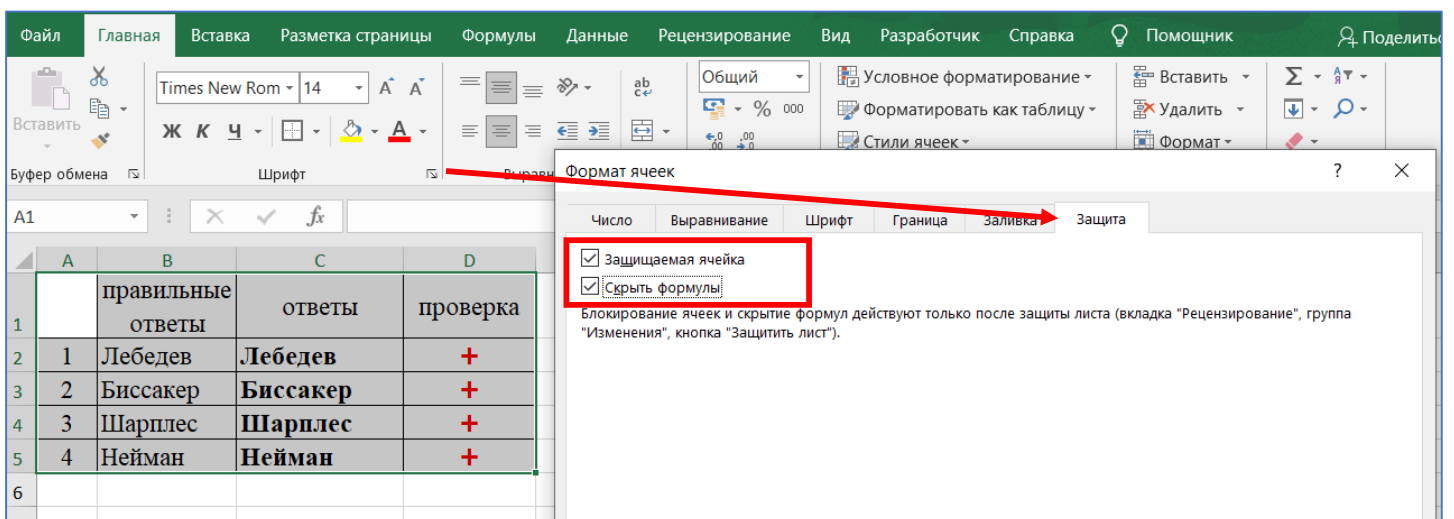 Файл Главная Вставка Разметка страницы Формулы Данные Рецензирование Вид Разработчик Справка Помощник Поделитьс
Вставить
Times New Rom 14 А А
Ж К Ч А
ab
c
Общий
% 000
,00
Условное форматирование
Форматировать как таблицу
Стили ячеек
Вставить
Удалить
Формат
Σ
Буфер обмена Шрифт Выравн
Формат ячеек ? ×
A1 fx
Число Выравнивание Шрифт Граница Заливка Защита
Защищаемая ячейка
Скрыть формулы
Блокирование ячеек и скрытие формул действуют только после защиты листа (вкладка "Рецензирование", группа
"Изменения", кнопка "Защитить лист").
A B C D
1 правильные ответы проверка
ответы
2 1 Лебедев Лебедев +
3 2 Биссакер Биссакер +
4 3 Шарплес Шарплес +
5 4 Нейман Нейман +
6